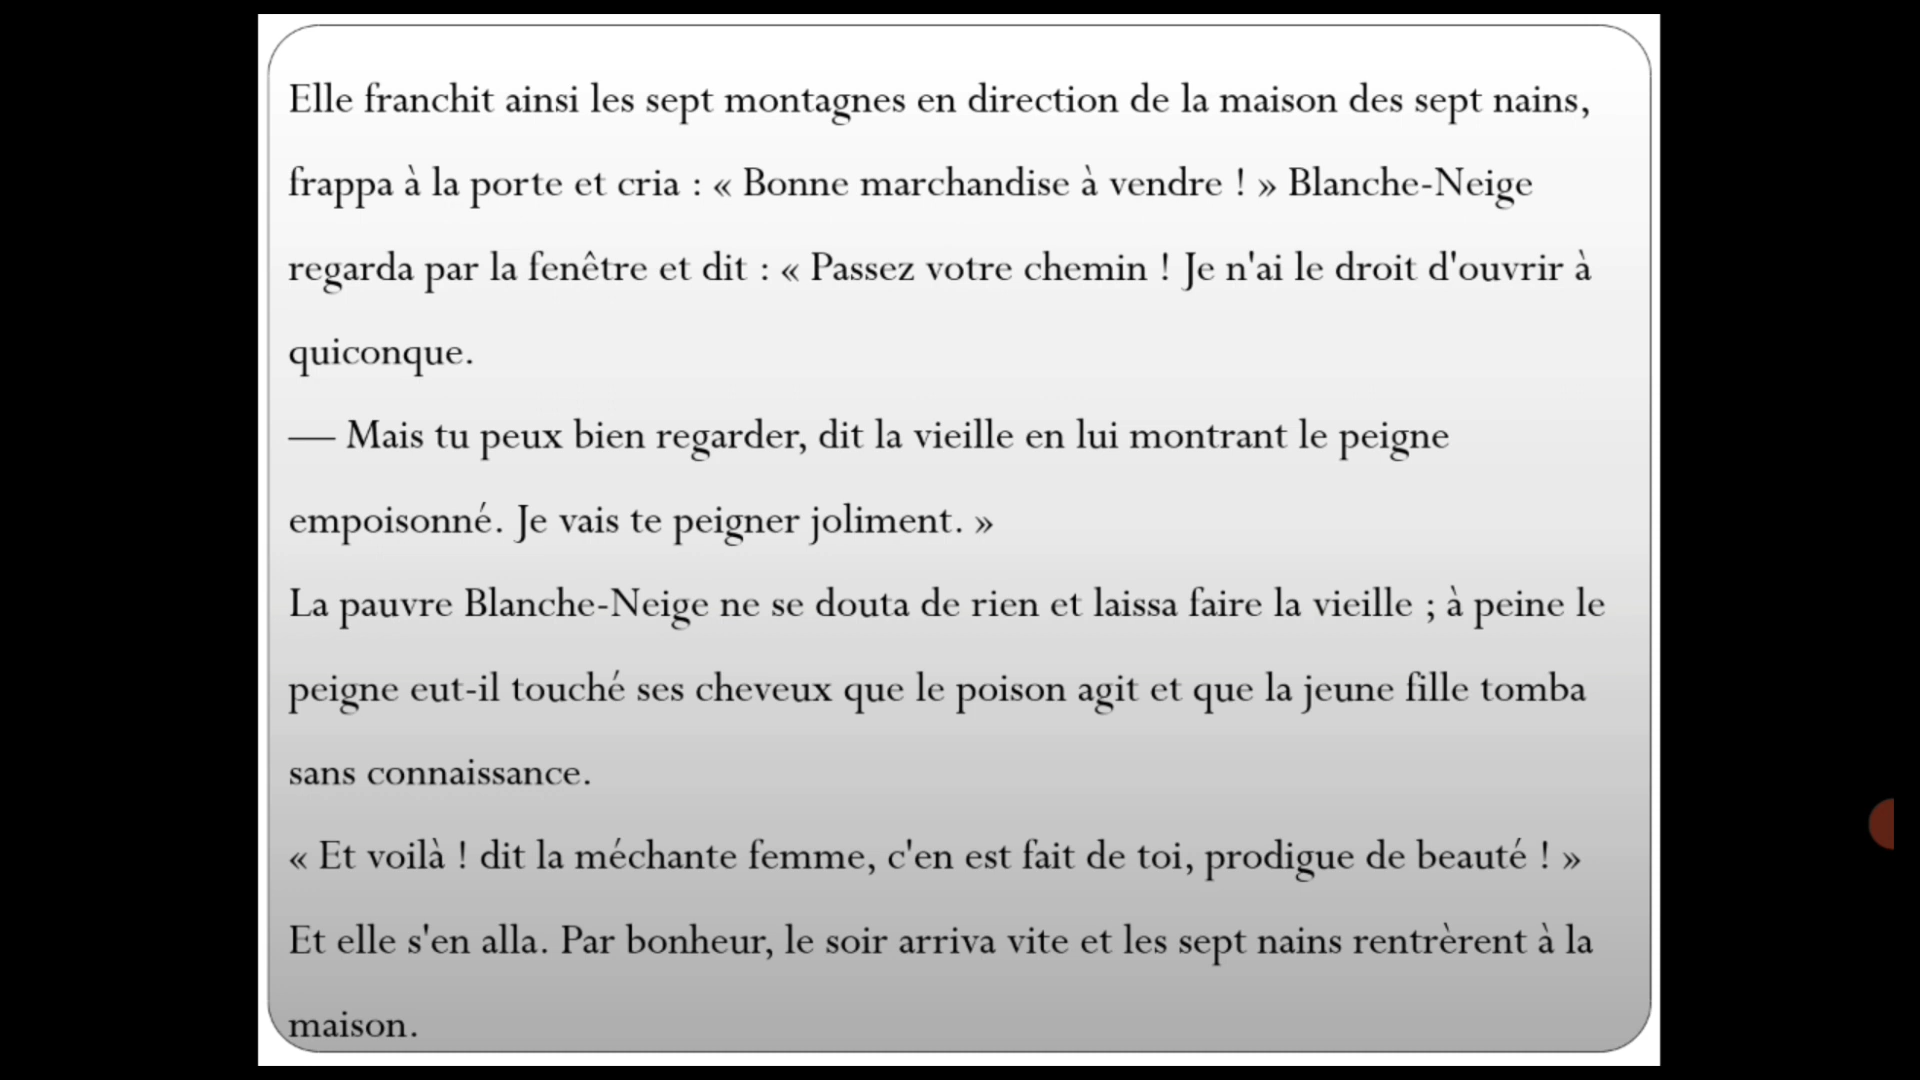 Elle franchit ainsi les sept montagnes en direction de la maison des sept nains,
frappa à la porte et cria : « Bonne marchandise à vendre ! » Blanche-Neige
regarda par la fenêtre et dit : « Passez votre chemin ! Je n'ai le droit d'ouvrir à
quiconque.
— Mais tu peux bien regarder, dit la vieille en lui montrant le peigne
empoisonné. Je vais te peigner joliment. »
La pauvre Blanche-Neige ne se douta de rien et laissa faire la vieille ; à peine le
peigne eut-il touché ses cheveux que le poison agit et que la jeune fille tomba
sans connaissance.
« Et voilà ! dit la méchante femme, c'en est fait de toi, prodigue de beauté ! »
Et elle s'en alla. Par bonheur, le soir arriva vite et les sept nains rentrèrent à la
maison.